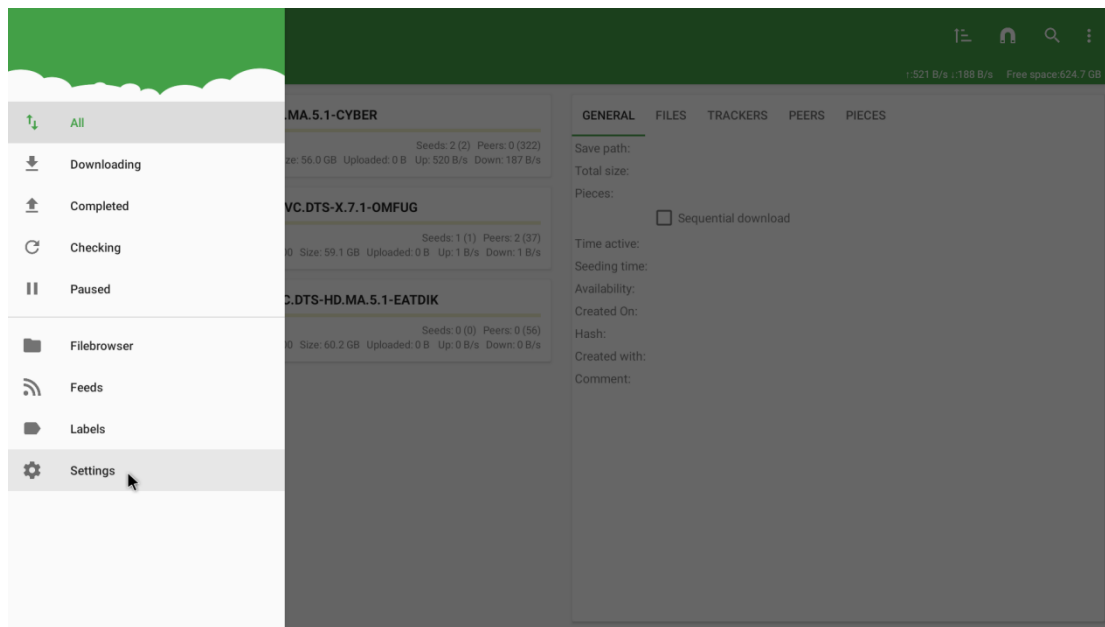 ↑:521 B/s ↓:188 B/s Free space:624.7 GB
All
Downloading
Completed
Checking
Paused
Filebrowser
Feeds
Labels
Settings
.MA.5.1-CYBER
Seeds: 2 (2) Peers: 0 (322)
ze: 56.0 GB Uploaded: 0 B Up: 520 B/s Down: 187 B/s
VC.DTS-X.7.1-OMFUG
Seeds: 1 (1) Peers: 2 (37)
00 Size: 59.1 GB Uploaded: 0 B Up: 1 B/s Down: 1 B/s
C.DTS-HD.MA.5.1-EATDIK
Seeds: 0 (0) Peers: 0 (56)
00 Size: 60.2 GB Uploaded: 0 B Up: 0 B/s Down: 0 B/s
GENERAL FILES TRACKERS PEERS PIECES
Save path:
Total size:
Pieces:
Sequential download
Time active:
Seeding time:
Availability:
Created On:
Hash:
Created with:
Comment: